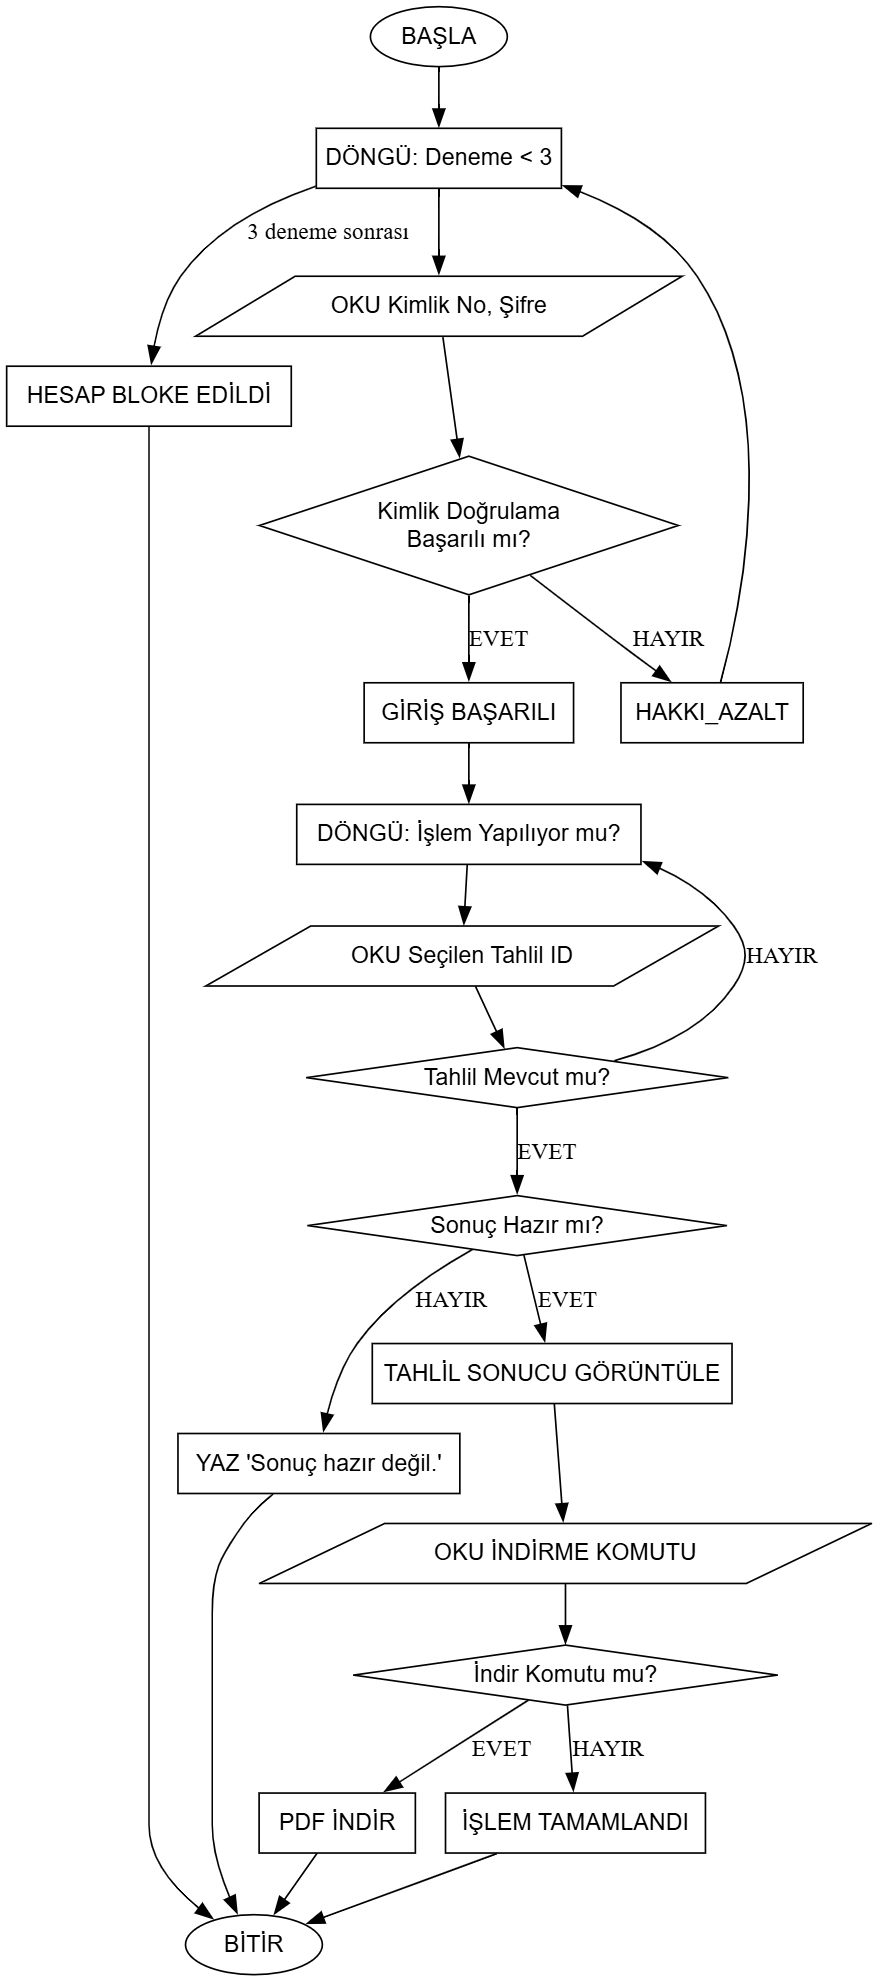 BAŞLA
DÖNGÜ: Deneme < 3
3 deneme sonrası
OKU Kimlik No, Şifre
HESAP BLOKE EDİLDİ
Kimlik Doğrulama
Başarılı mı?
EVET
HAYIR
GİRİŞ BAŞARILI
HAKKI_AZALT
DÖNGÜ: İşlem Yapılıyor mu?
OKU Seçilen Tahlil ID
HAYIR
Tahlil Mevcut mu?
EVET
Sonuç Hazır mı?
HAYIR
EVET
TAHLİL SONUCU GÖRÜNTÜLE
YAZ 'Sonuç hazır değil.'
OKU İNDİRME KOMUTU
İndir Komutu mu?
EVET
HAYIR
PDF İNDİR
İŞLEM TAMAMLANDI
BİTİR